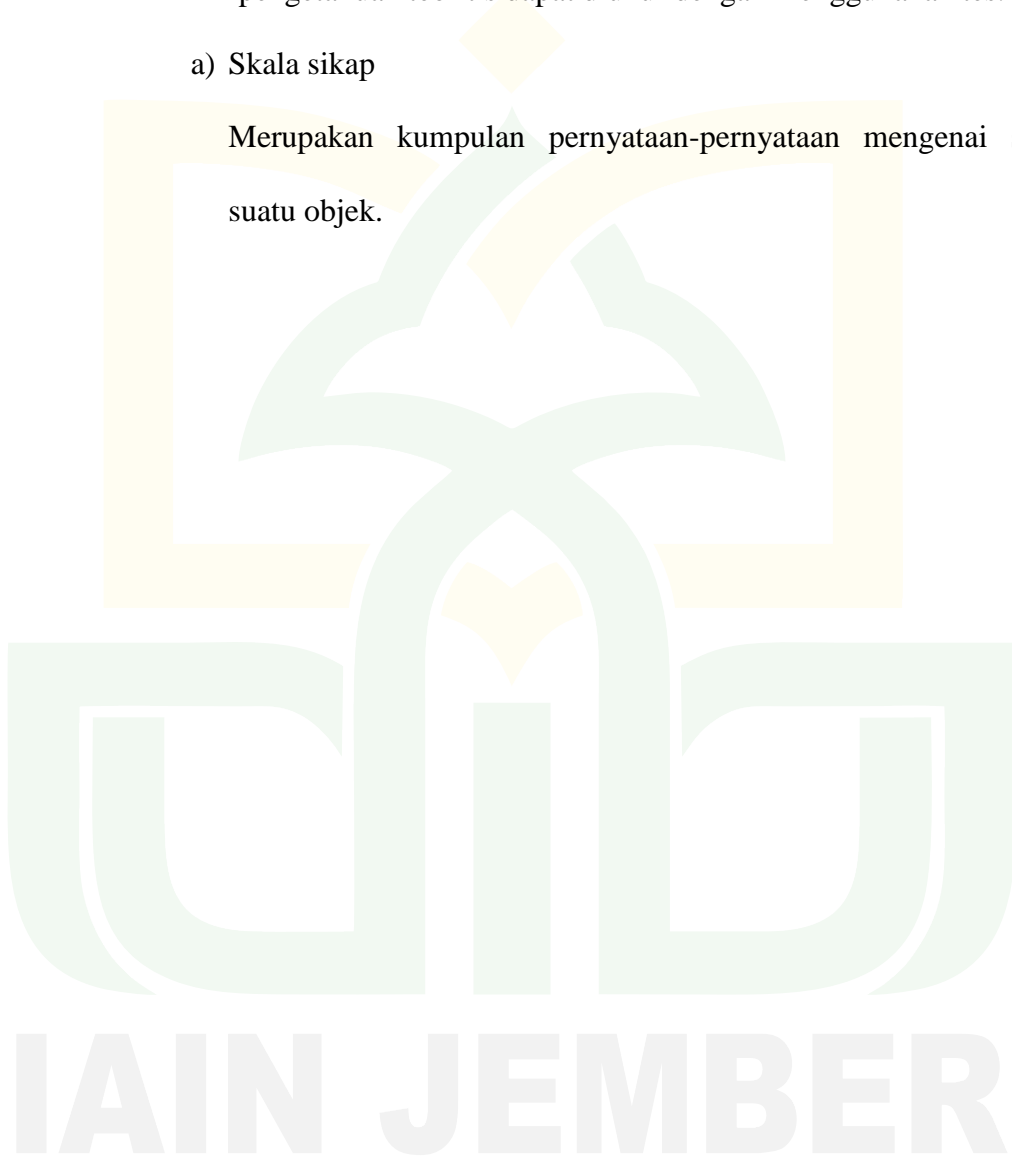 a) Skala sikap
Merupakan kumpulan pernyataan-pernyataan mengenai
suatu objek.
IAIN JEMBER